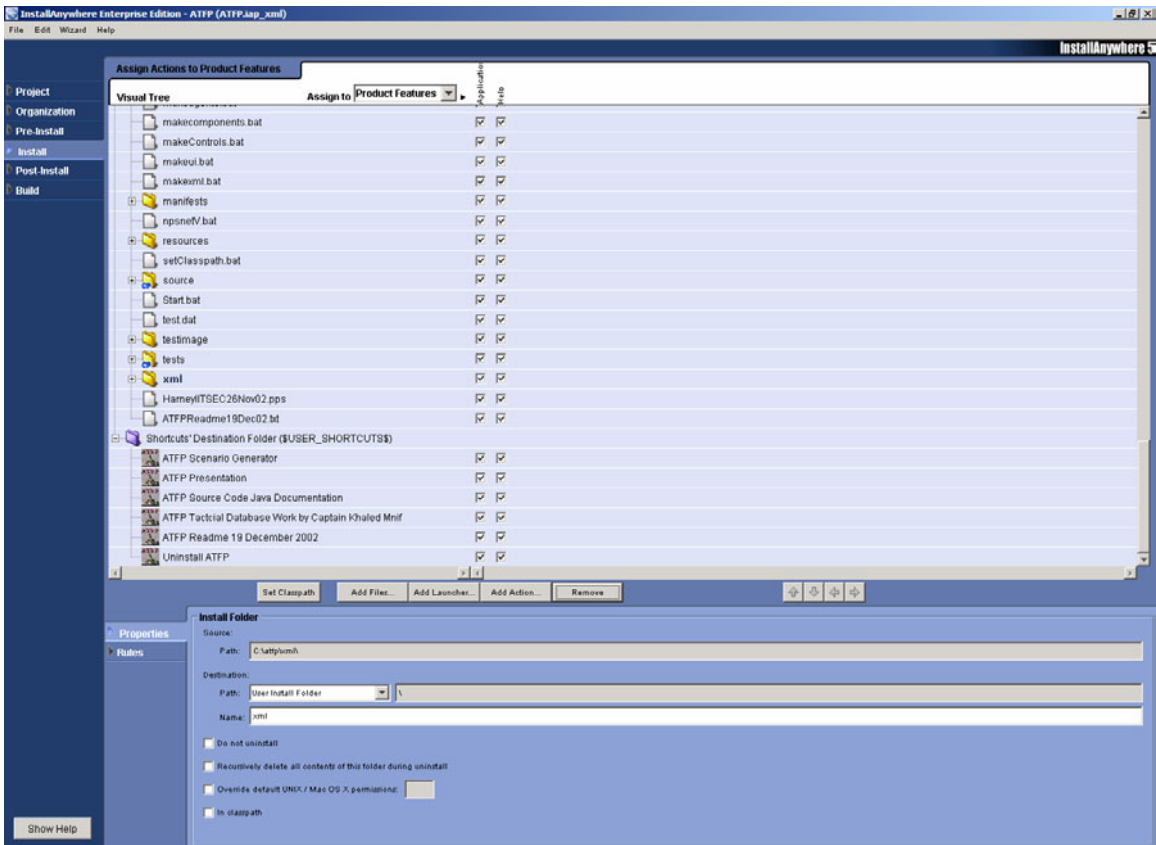 InstallAnywhere Enterprise Edition - ATFP (ATFP.iap_xml)
File Edit Wizard Help
InstallAnywhere 5
Assign Actions to Product Features
Project
Organization
Pre-Install
Install
Post-Install
Build
Visual Tree
Assign to Product Features
Application
Help
makecomponents.bat
makeControls.bat
makeui.bat
makexml.bat
manifests
npsnetV.bat
resources
setClasspath.bat
source
Start.bat
test.dat
testimage
tests
xml
HarneyIITSEC26Nov02.pps
ATFPReadme19Dec02.txt
Shortcuts' Destination Folder ($USER_SHORTCUTS$)
ATFP Scenario Generator
ATFP Presentation
ATFP Source Code Java Documentation
ATFP Tactcial Database Work by Captain Khaled Mnif
ATFP Readme 19 December 2002
Uninstall ATFP
Set Classpath Add Files... Add Launcher... Add Action... Remove
Properties
Rules
Install Folder
Source:
Path: C:\atfp\xml\
Destination:
Path: User Install Folder \
Name: xml
Do not uninstall
Recursively delete all contents of this folder during uninstall
Override default UNIX / Mac OS X permissions:
In classpath
Show Help